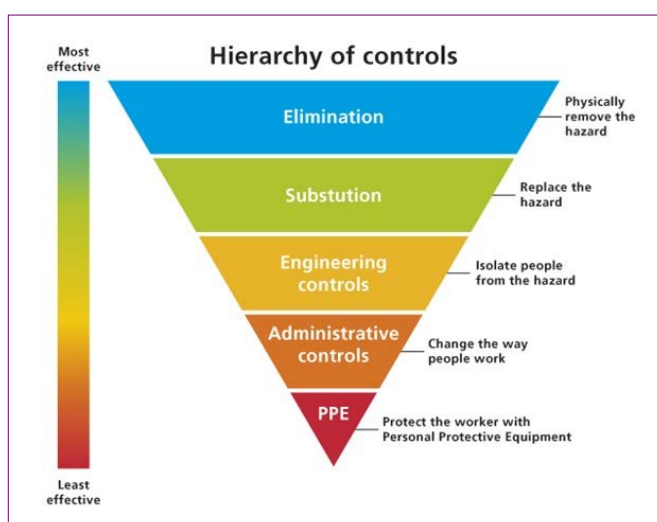 Most
effective
Hierarchy of controls
Elimination
Physically
remove the
hazard
Substution
Replace the
hazard
Engineering
controls
Isolate people
from the hazard
Administrative
controls
Change the way
people work
PPE
Protect the worker with
Personal Protective Equipment
Least
effective